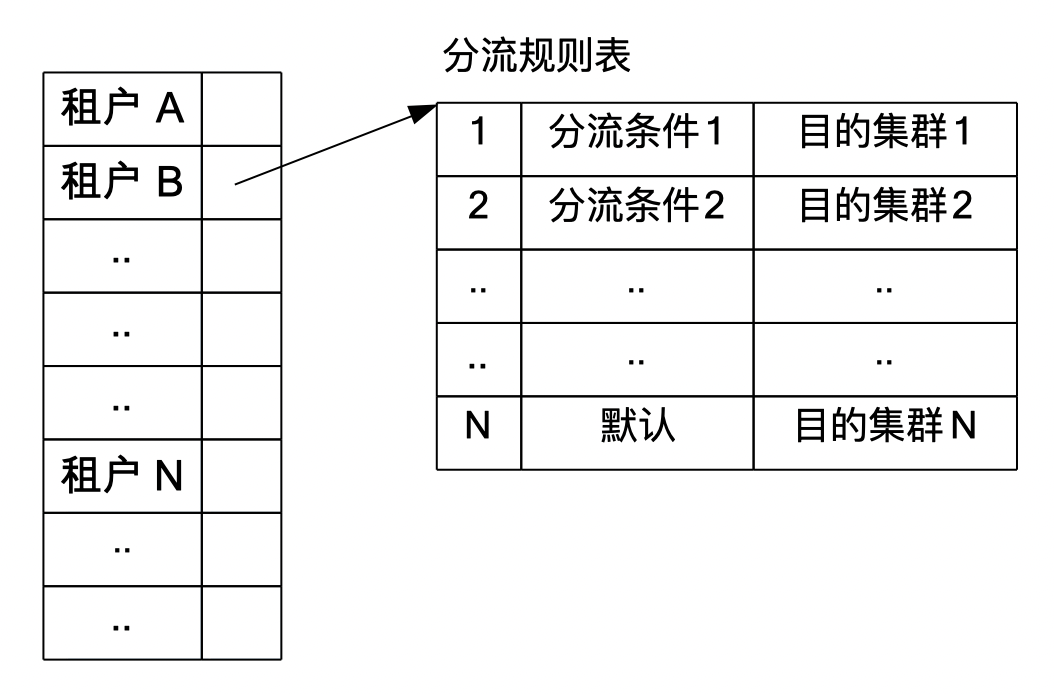 分流规则表
租户 A
租户 B
..
..
..
租户 N
..
..
1 分流条件1 目的集群1
2 分流条件2 目的集群2
.. .. ..
.. .. ..
N 默认 目的集群N